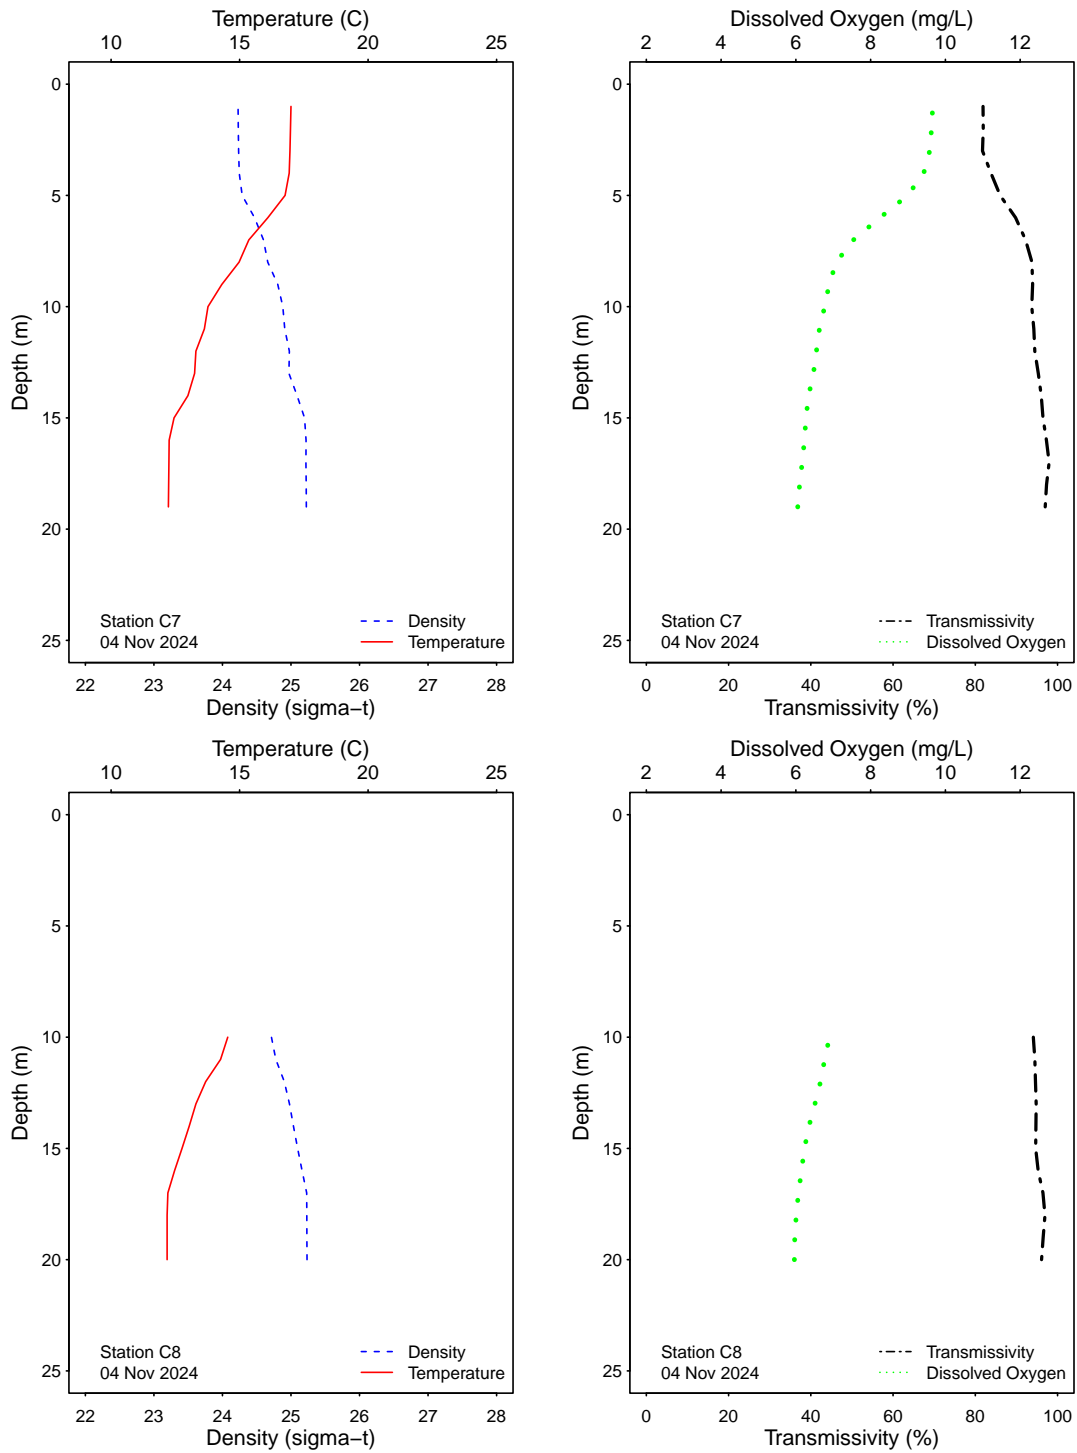 Temperature (C)
10 15 20 25
0
5
10
15
20
25
Depth (m)
Station C7
04 Nov 2024
Density
Temperature
22 23 24 25 26 27 28
Density (sigma−t)
Dissolved Oxygen (mg/L)
2 4 6 8 10 12
0
5
10
15
20
25
Depth (m)
Station C7
04 Nov 2024
Transmissivity
Dissolved Oxygen
0 20 40 60 80 100
Transmissivity (%)
Temperature (C)
10 15 20 25
0
5
10
15
20
25
Depth (m)
Station C8
04 Nov 2024
Density
Temperature
22 23 24 25 26 27 28
Density (sigma−t)
Dissolved Oxygen (mg/L)
2 4 6 8 10 12
0
5
10
15
20
25
Depth (m)
Station C8
04 Nov 2024
Transmissivity
Dissolved Oxygen
0 20 40 60 80 100
Transmissivity (%)